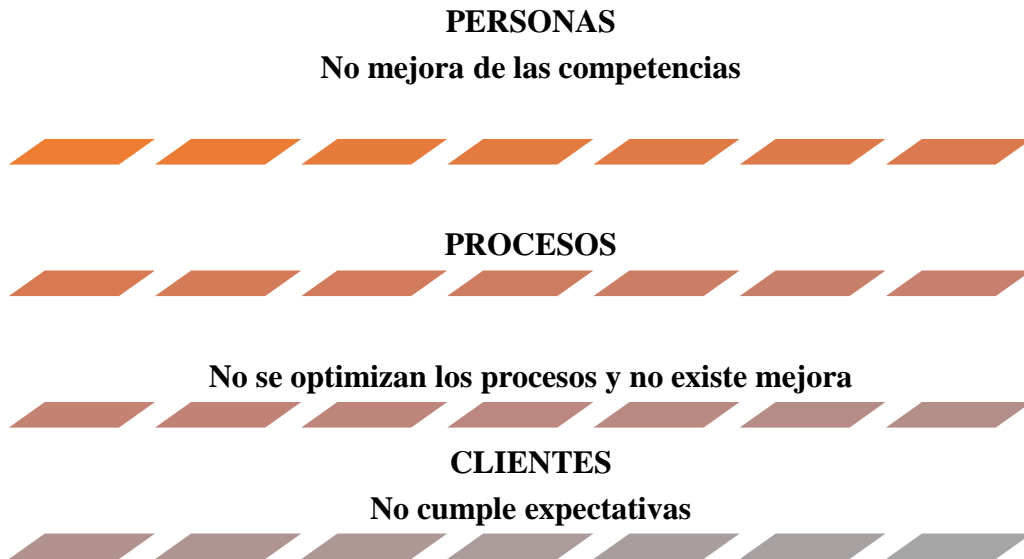 PERSONAS
No mejora de las competencias
PROCESOS
No se optimizan los procesos y no existe mejora
CLIENTES
No cumple expectativas